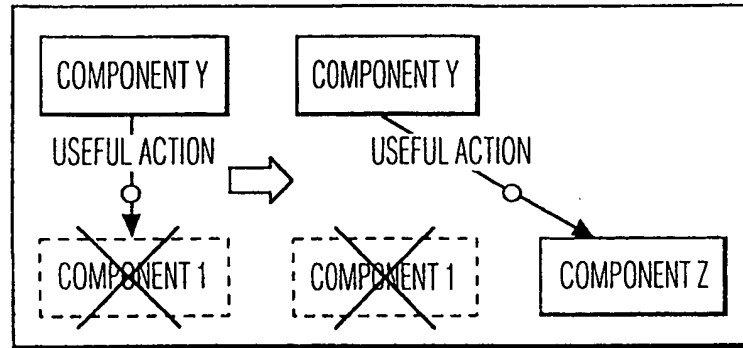 COMPONENT Y
USEFUL ACTION
COMPONENT 1
COMPONENT Y
USEFUL ACTION
COMPONENT 1
COMPONENT Z